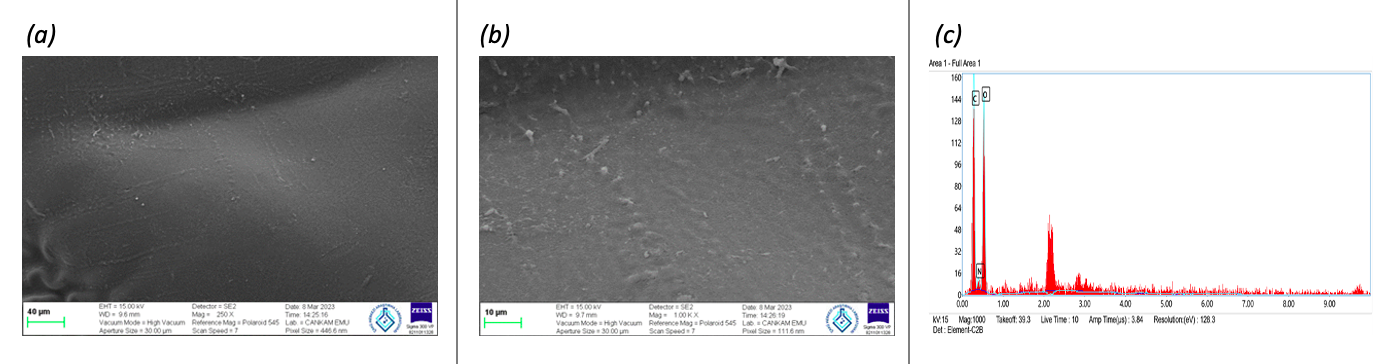 (a)
40 µm
EHT = 15.00 kV
WD = 9.6 mm
Vacuum Mode = High Vacuum
Aperture Size = 30.00 µm
Detector = SE2
Mag = 250 X
Reference Mag = Polaroid 545
Scan Speed = 7
Date: 8 Mar 2023
Time: 14:25:16
Lab. = CANKAM EMU
Pixel Size = 446.6 nm
ZEISS
Sigma 300 VP
(b)
10 µm
EHT = 15.00 kV
WD = 9.7 mm
Vacuum Mode = High Vacuum
Aperture Size = 30.00 µm
Detector = SE2
Mag = 1.00 K X
Reference Mag = Polaroid 545
Scan Speed = 7
Date: 8 Mar 2023
Time: 14:26:19
Lab. = CANKAM EMU
Pixel Size = 111.6 nm
ZEISS
Sigma 300 VP
(c)
Area 1 - Full Area 1
160
144
128
112
96
80
64
48
32
16
0
C
O
N
0.00 1.00 2.00 3.00 4.00 5.00 6.00 7.00 8.00 9.00
kV:15 Mag:1000 Takeoff: 39.3 Live Time : 10 Amp Time(µs) : 3.84 Resolution:(eV) : 128.3
Det : Element-C2B